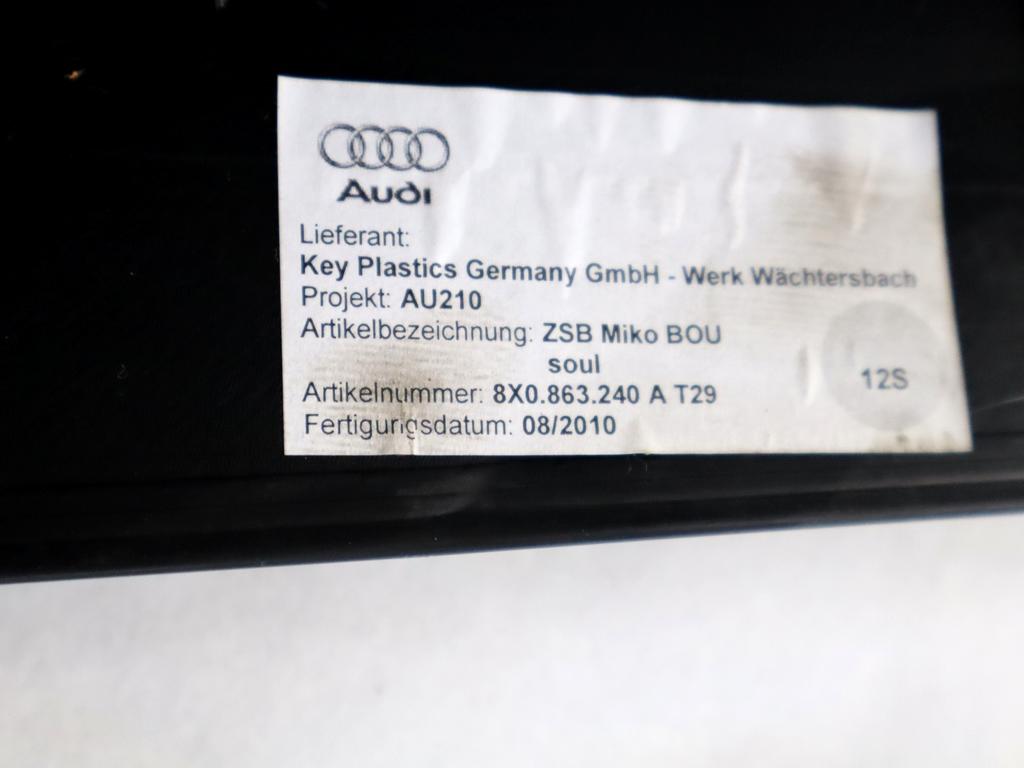 Audi
Lieferant:
Key Plastics Germany GmbH - Werk Wächtersbach
Projekt: AU210
Artikelbezeichnung: ZSB Miko BOU
soul
Artikelnummer: 8X0.863.240 A T29
Fertigungsdatum: 08/2010
12S